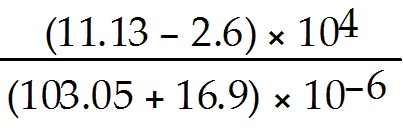 (11.13 – 2.6) × 10⁴
(103.05 + 16.9) × 10⁻⁶